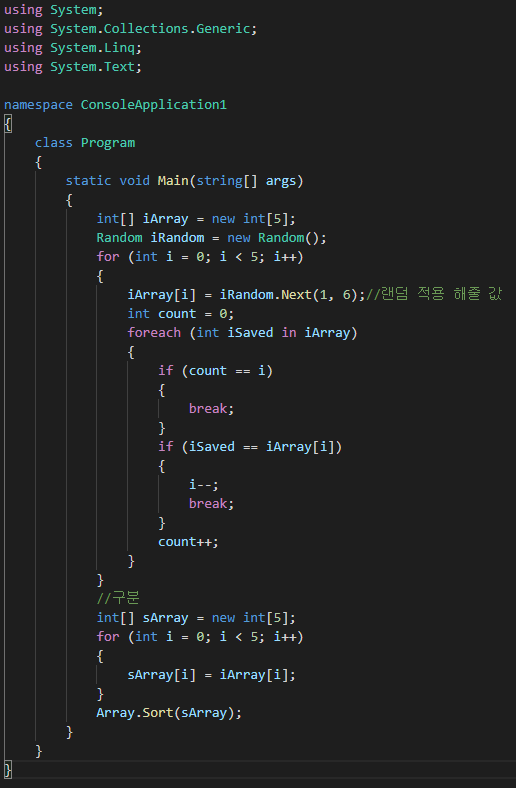 using System;
using System.Collections.Generic;
using System.Linq;
using System.Text;

namespace ConsoleApplication1
{
    class Program
    {
        static void Main(string[] args)
        {
            int[] iArray = new int[5];
            Random iRandom = new Random();
            for (int i = 0; i < 5; i++)
            {
                iArray[i] = iRandom.Next(1, 6);//랜덤 적용 해줄 값
                int count = 0;
                foreach (int iSaved in iArray)
                {
                    if (count == i)
                    {
                        break;
                    }
                    if (iSaved == iArray[i])
                    {
                        i--;
                        break;
                    }
                    count++;
                }
            }
            //구분
            int[] sArray = new int[5];
            for (int i = 0; i < 5; i++)
            {
                sArray[i] = iArray[i];
            }
            Array.Sort(sArray);
        }
    }
}